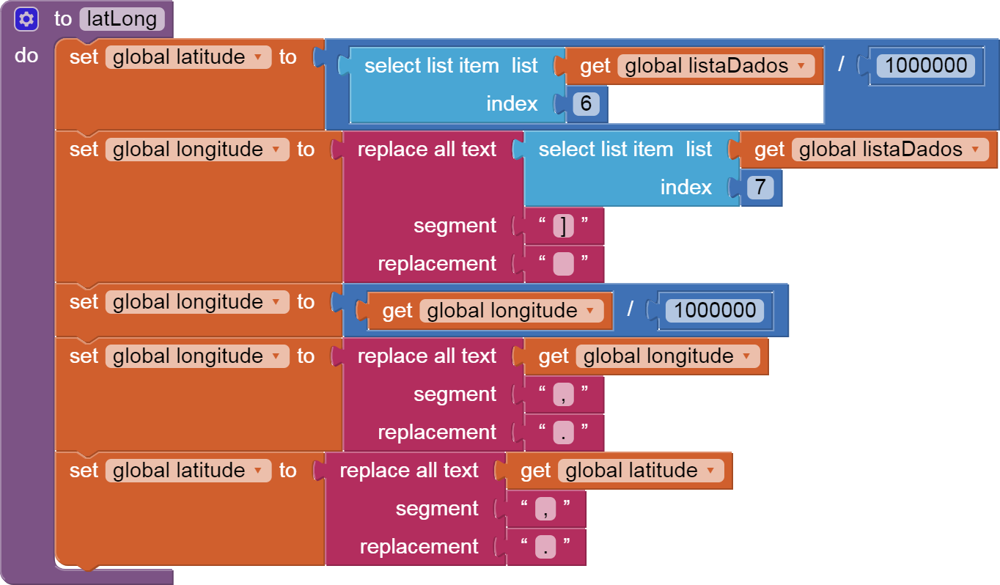 to latLong
do set global latitude to select list item list get global listaDados / 1000000
index 6
set global longitude to replace all text select list item list get global listaDados
index 7
segment “ ] ”
replacement “ ”
set global longitude to get global longitude / 1000000
set global longitude to replace all text get global longitude
segment “ , ”
replacement “ . ”
set global latitude to replace all text get global latitude
segment “ , ”
replacement “ . ”